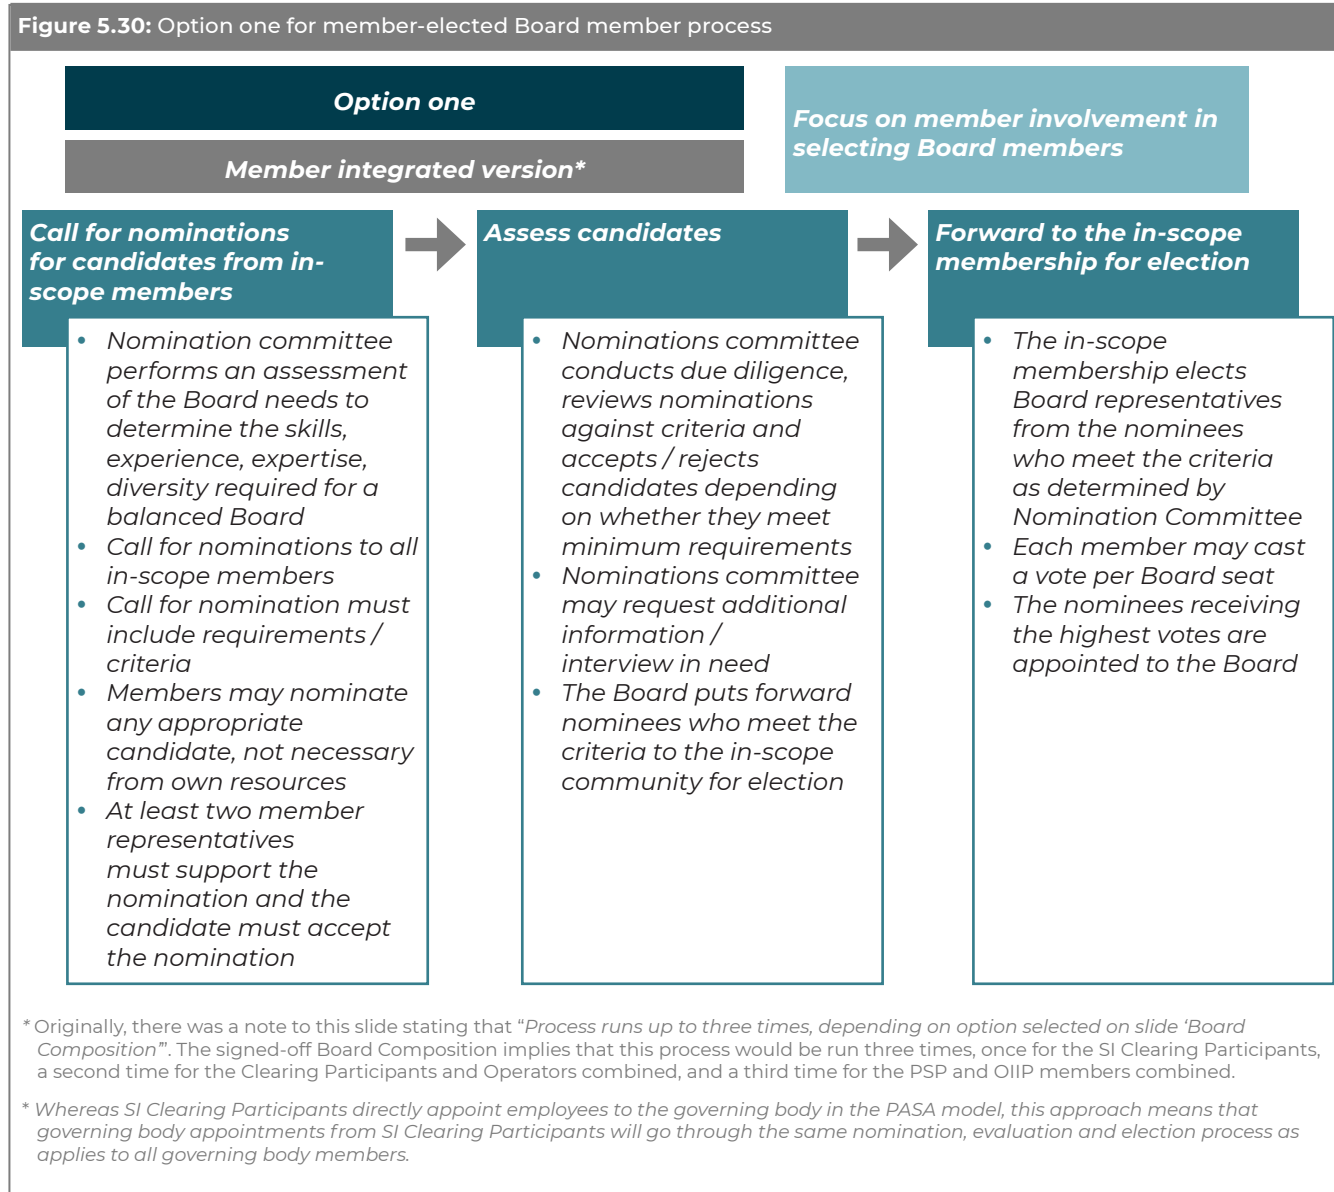 Figure 5.30: Option one for member-elected Board member process
Option one
Member integrated version*
Focus on member involvement in
selecting Board members
Call for nominations
for candidates from in-
scope members
• Nomination committee
performs an assessment
of the Board needs to
determine the skills,
experience, expertise,
diversity required for a
balanced Board
• Call for nominations to all
in-scope members
• Call for nomination must
include requirements /
criteria
• Members may nominate
any appropriate
candidate, not necessary
from own resources
• At least two member
representatives
must support the
nomination and the
candidate must accept
the nomination
Assess candidates
• Nominations committee
conducts due diligence,
reviews nominations
against criteria and
accepts / rejects
candidates depending
on whether they meet
minimum requirements
• Nominations committee
may request additional
information /
interview in need
• The Board puts forward
nominees who meet the
criteria to the in-scope
community for election
Forward to the in-scope
membership for election
• The in-scope
membership elects
Board representatives
from the nominees
who meet the criteria
as determined by
Nomination Committee
• Each member may cast
a vote per Board seat
• The nominees receiving
the highest votes are
appointed to the Board
* Originally, there was a note to this slide stating that “Process runs up to three times, depending on option selected on slide ‘Board
Composition’”. The signed-off Board Composition implies that this process would be run three times, once for the SI Clearing Participants,
a second time for the Clearing Participants and Operators combined, and a third time for the PSP and OIIP members combined.
* Whereas SI Clearing Participants directly appoint employees to the governing body in the PASA model, this approach means that
governing body appointments from SI Clearing Participants will go through the same nomination, evaluation and election process as
applies to all governing body members.